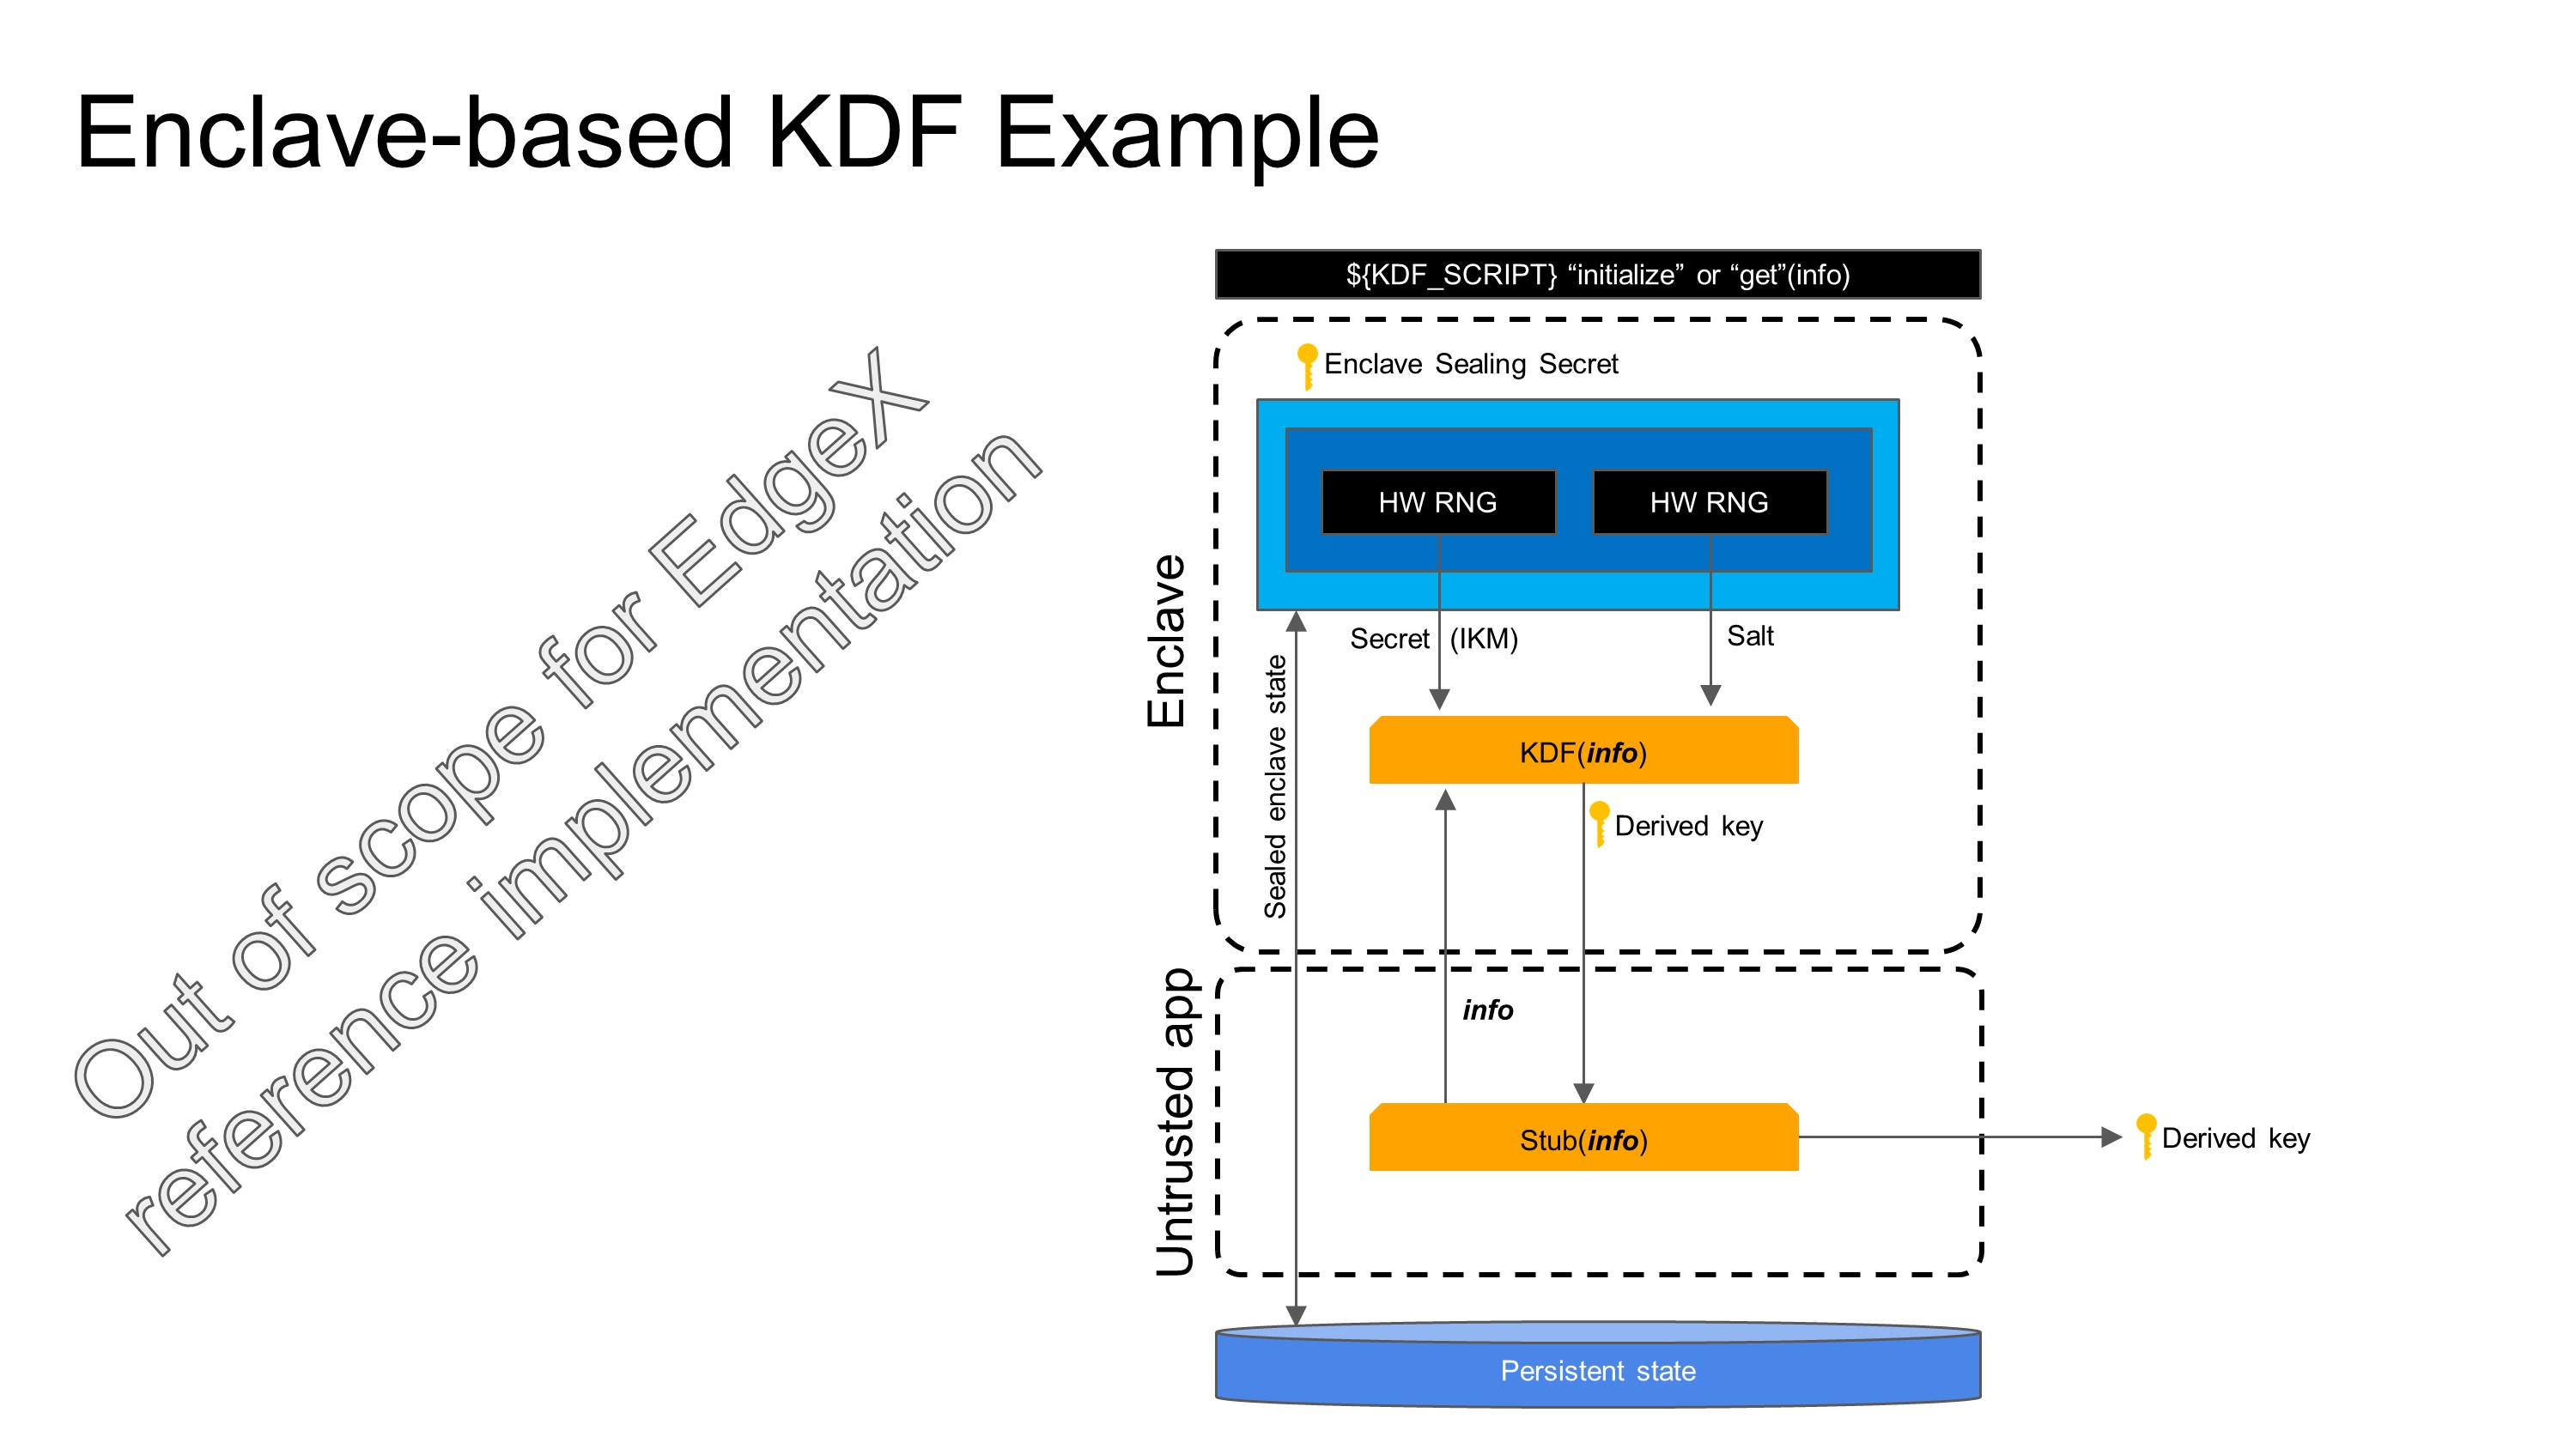 Enclave-based KDF Example
Out of scope for EdgeX
reference implementation
${KDF_SCRIPT} “initialize” or “get”(info)
Enclave
Enclave Sealing Secret
HW RNG
HW RNG
Secret (IKM)
Salt
Sealed enclave state
KDF(info)
Derived key
Untrusted app
info
Stub(info)
Derived key
Persistent state